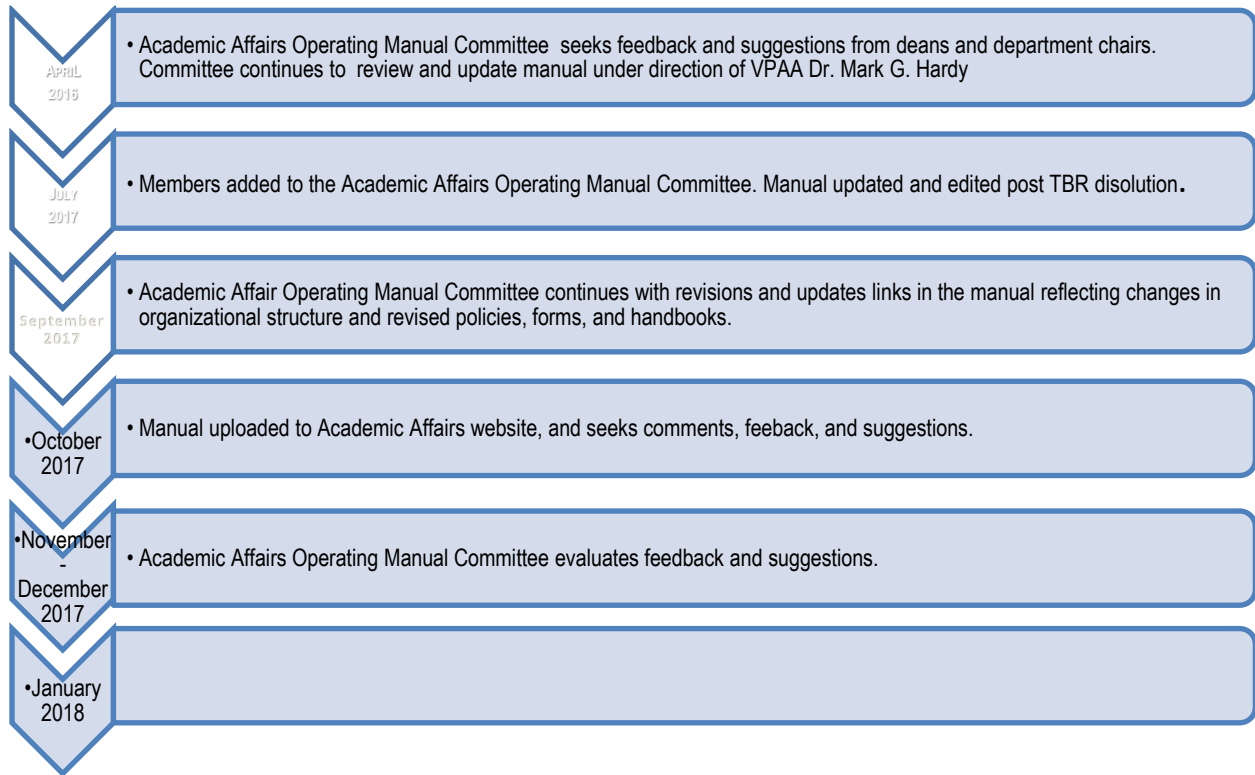 APRIL
2016
• Academic Affairs Operating Manual Committee  seeks feedback and suggestions from deans and department chairs.
Committee continues to  review and update manual under direction of VPAA Dr. Mark G. Hardy
JULY
2017
• Members added to the Academic Affairs Operating Manual Committee. Manual updated and edited post TBR disolution.
September
2017
• Academic Affair Operating Manual Committee continues with revisions and updates links in the manual reflecting changes in
organizational structure and revised policies, forms, and handbooks.
•October
2017
• Manual uploaded to Academic Affairs website, and seeks comments, feeback, and suggestions.
•November
-
December
2017
• Academic Affairs Operating Manual Committee evaluates feedback and suggestions.
•January
2018